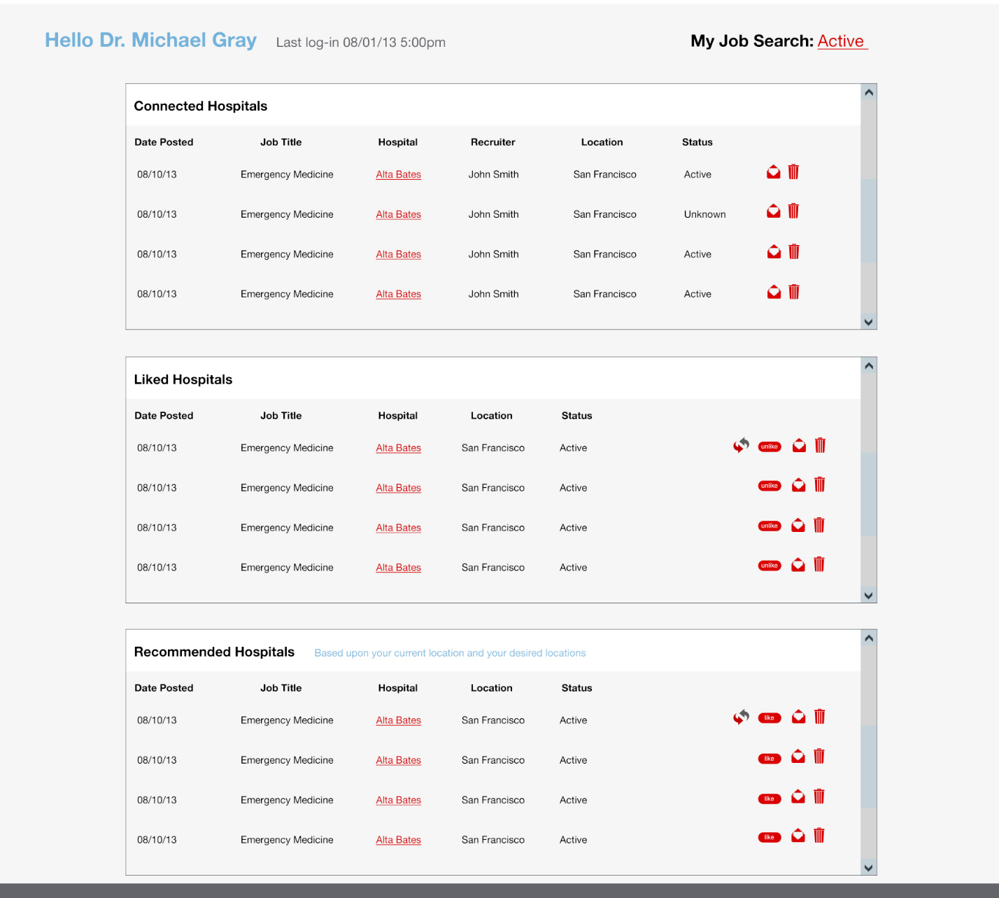 Hello Dr. Michael Gray Last log-in 08/01/13 5:00pm My Job Search: Active
Connected Hospitals
Date Posted Job Title Hospital Recruiter Location Status
08/10/13 Emergency Medicine Alta Bates John Smith San Francisco Active
08/10/13 Emergency Medicine Alta Bates John Smith San Francisco Unknown
08/10/13 Emergency Medicine Alta Bates John Smith San Francisco Active
08/10/13 Emergency Medicine Alta Bates John Smith San Francisco Active
Liked Hospitals
Date Posted Job Title Hospital Location Status
08/10/13 Emergency Medicine Alta Bates San Francisco Active unlike
08/10/13 Emergency Medicine Alta Bates San Francisco Active unlike
08/10/13 Emergency Medicine Alta Bates San Francisco Active unlike
08/10/13 Emergency Medicine Alta Bates San Francisco Active unlike
Recommended Hospitals Based upon your current location and your desired locations
Date Posted Job Title Hospital Location Status
08/10/13 Emergency Medicine Alta Bates San Francisco Active like
08/10/13 Emergency Medicine Alta Bates San Francisco Active like
08/10/13 Emergency Medicine Alta Bates San Francisco Active like
08/10/13 Emergency Medicine Alta Bates San Francisco Active like